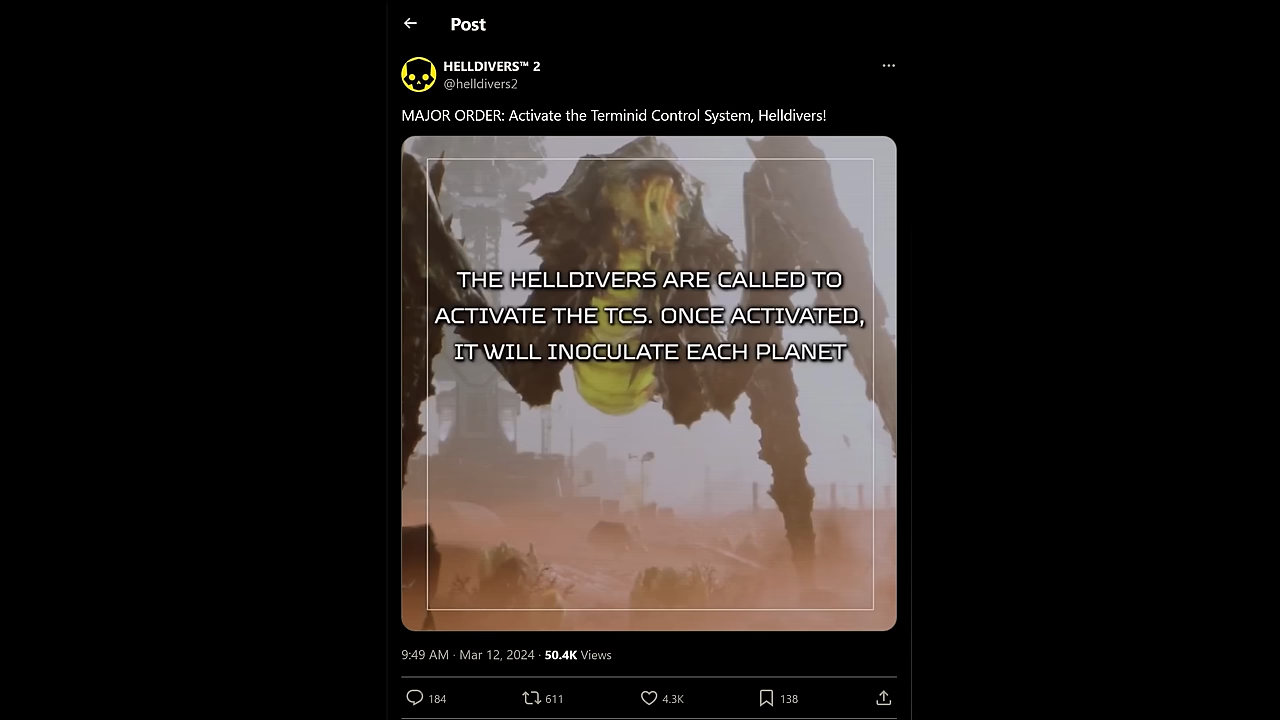 Post
HELLDIVERS™ 2
@helldivers2
MAJOR ORDER: Activate the Terminid Control System, Helldivers!
THE HELLDIVERS ARE CALLED TO
ACTIVATE THE TCS. ONCE ACTIVATED,
IT WILL INOCULATE EACH PLANET
9:49 AM · Mar 12, 2024 · 50.4K Views
184 611 4.3K 138